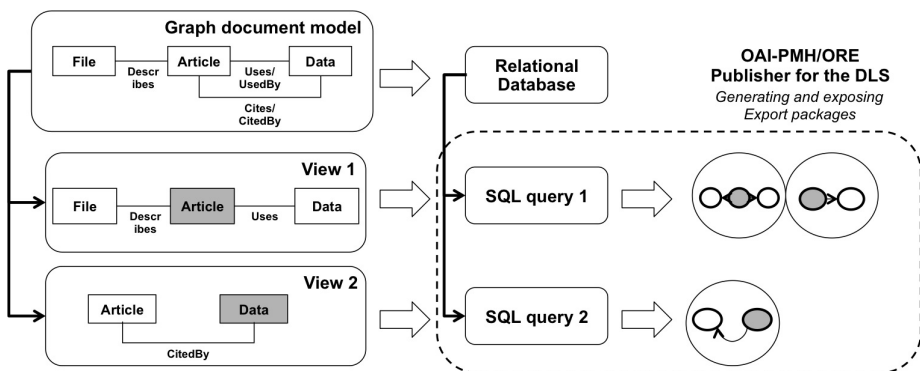 Graph document model
File
Article
Data
Descr
ibes
Uses/
UsedBy
Cites/
CitedBy
Relational
Database
OAI-PMH/ORE
Publisher for the DLS
Generating and exposing
Export packages
View 1
File
Article
Data
Descr
ibes
Uses
SQL query 1
View 2
Article
Data
CitedBy
SQL query 2